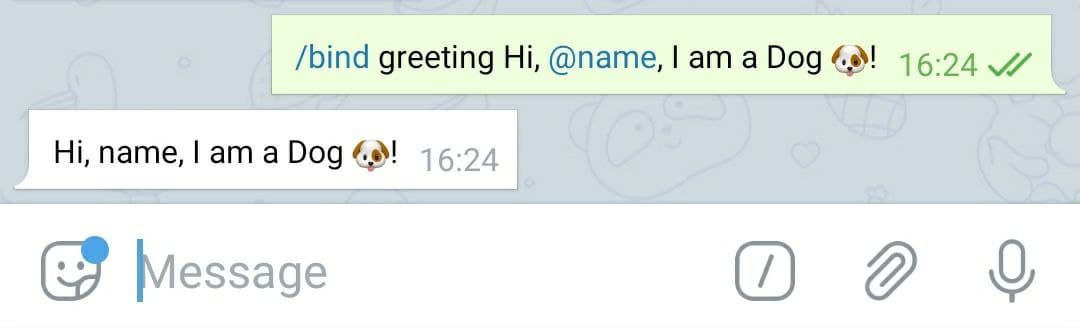 /bind greeting Hi, @name, I am a Dog 🐶! 16:24
Hi, name, I am a Dog 🐶! 16:24
Message